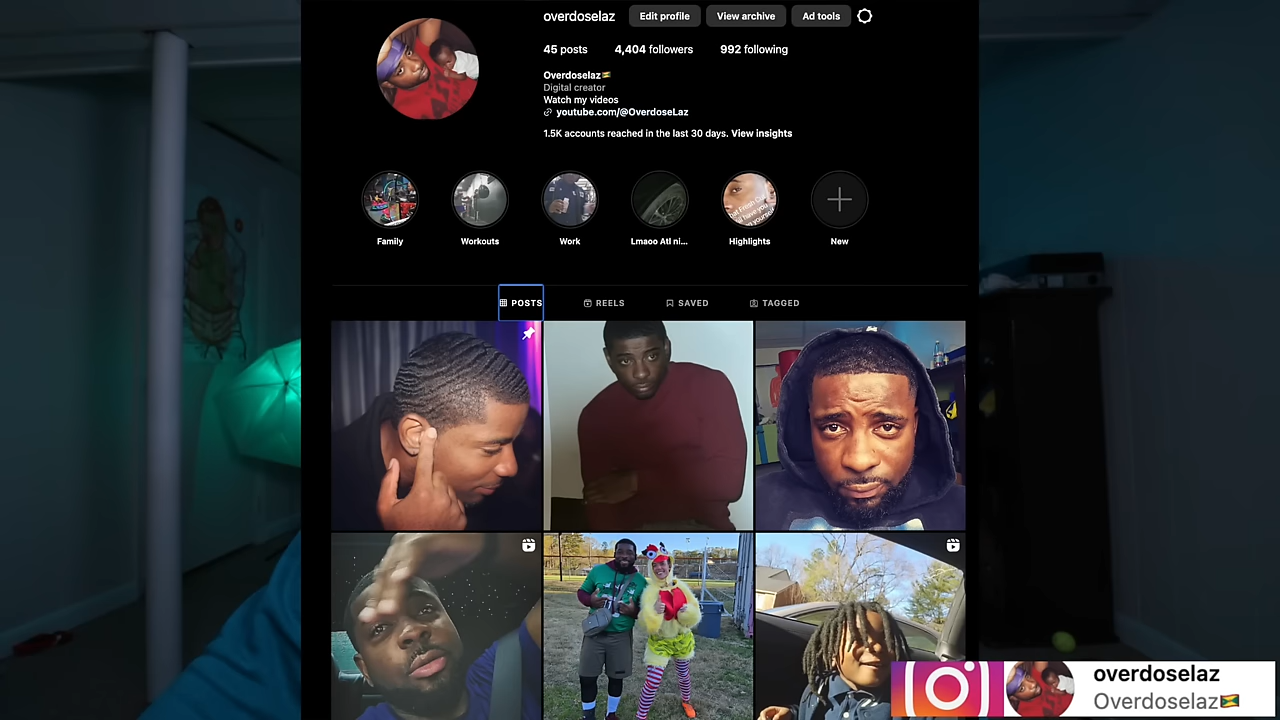 overdoselaz
Edit profile
View archive
Ad tools
45 posts
4,404 followers
992 following
Overdoselaz🇬🇩
Digital creator
Watch my videos
youtube.com/@OverdoseLaz
1.5K accounts reached in the last 30 days. View insights
Family
Workouts
Work
Lmaoo Atl ni...
Highlights
New
POSTS
REELS
SAVED
TAGGED
overdoselaz
Overdoselaz🇬🇩